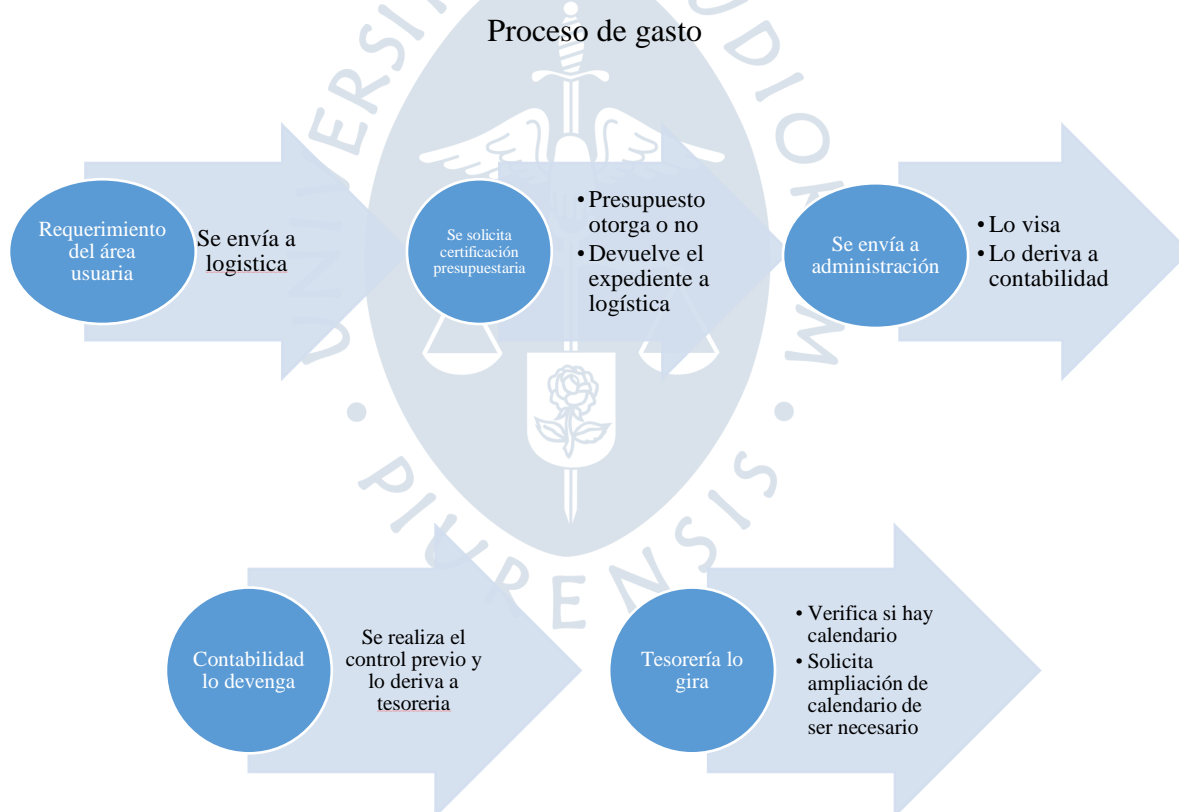 Proceso de gasto
Requerimiento
del área
usuaria
Se envía a
logistica
Se solicita
certificación
presupuestaria
• Presupuesto
otorga o no
• Devuelve el
expediente a
logística
Se envía a
administración
• Lo visa
• Lo deriva a
contabilidad
Contabilidad
lo devenga
Se realiza el
control previo y
lo deriva a
tesoreria
Tesorería lo
gira
• Verifica si hay
calendario
• Solicita
ampliación de
calendario de
ser necesario
PIURENSIS